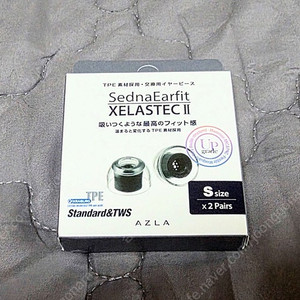 TPE素材採用・交換用イヤーピース
SednaEarfit
XELASTEC II
吸いつくような最高のフィット感
温まると変化するTPE素材採用
Up
grade
TPE
Standard&TWS
S size
x 2 Pairs
AZLA